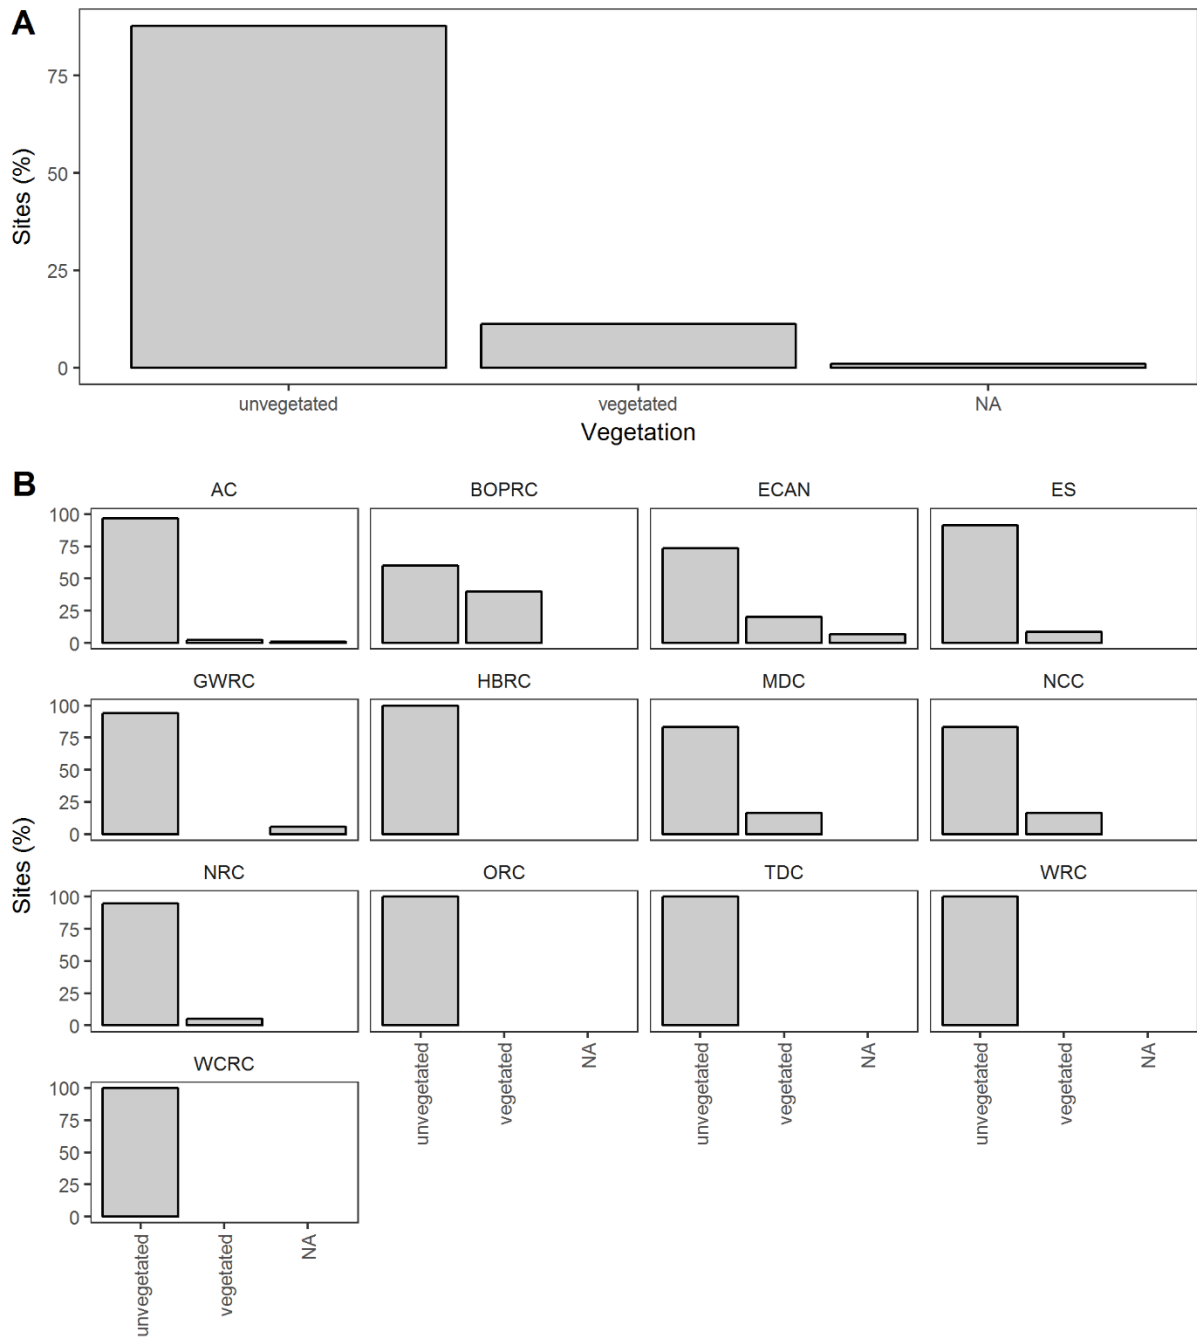 A
Sites (%)
75
50
25
0
unvegetated
vegetated
NA
Vegetation
B
Sites (%)
AC
BOPRC
ECAN
ES
100
75
50
25
0
GWRC
HBRC
MDC
NCC
100
75
50
25
0
NRC
ORC
TDC
WRC
100
75
50
25
0
unvegetated
vegetated
NA
unvegetated
vegetated
NA
unvegetated
vegetated
NA
WCRC
100
75
50
25
0
unvegetated
vegetated
NA